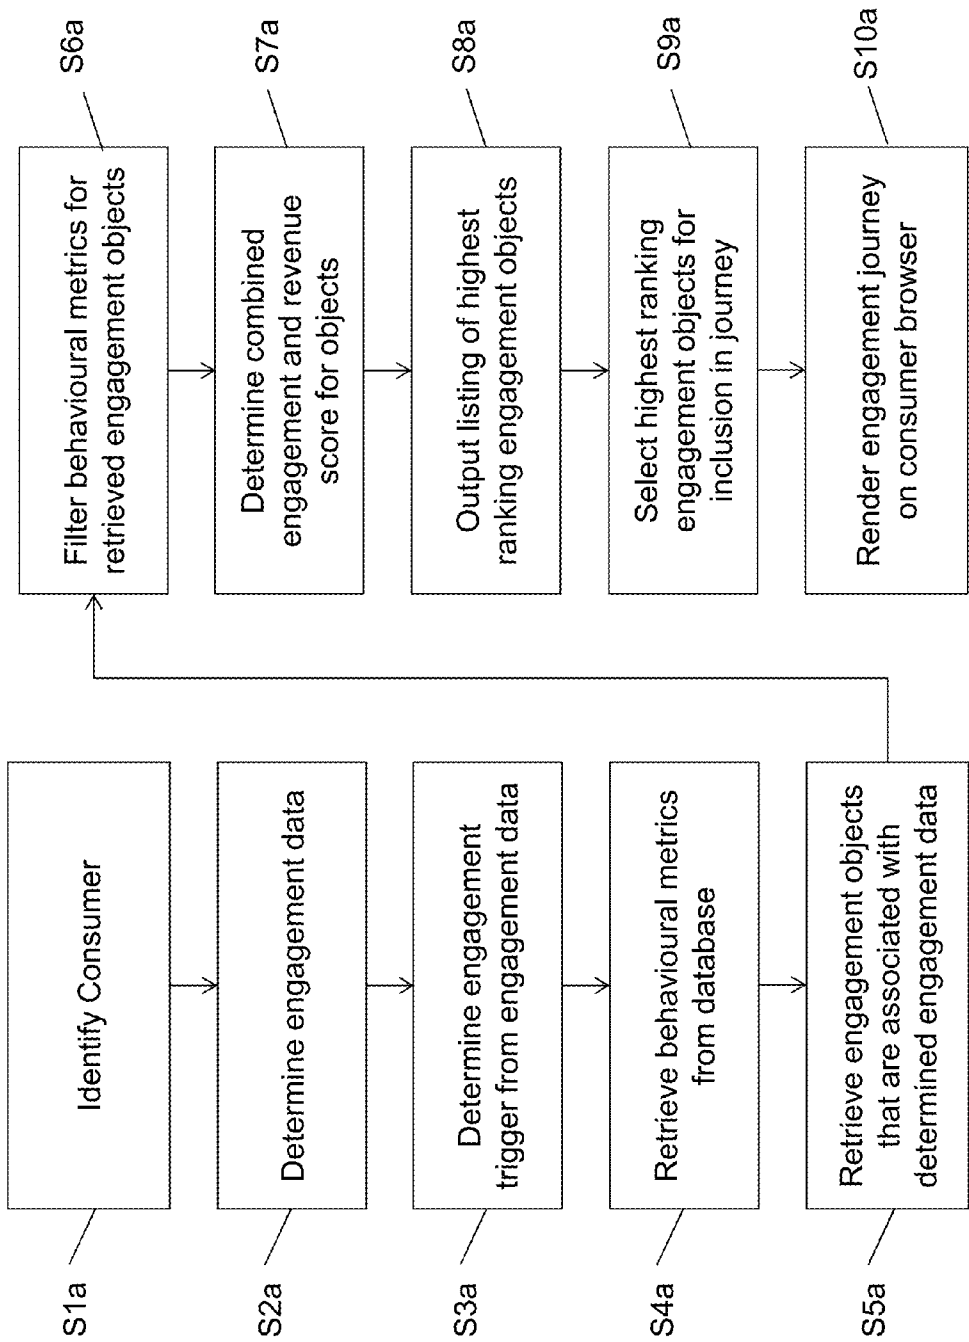 S1a
Identify Consumer
S2a
Determine engagement data
S3a
Determine engagement
trigger from engagement data
S4a
Retrieve behavioural metrics
from database
S5a
Retrieve engagement objects
that are associated with
determined engagement data
Filter behavioural metrics for
retrieved engagement objects
S6a
Determine combined
engagement and revenue
score for objects
S7a
Output listing of highest
ranking engagement objects
S8a
Select highest ranking
engagement objects for
inclusion in journey
S9a
Render engagement journey
on consumer browser
S10a